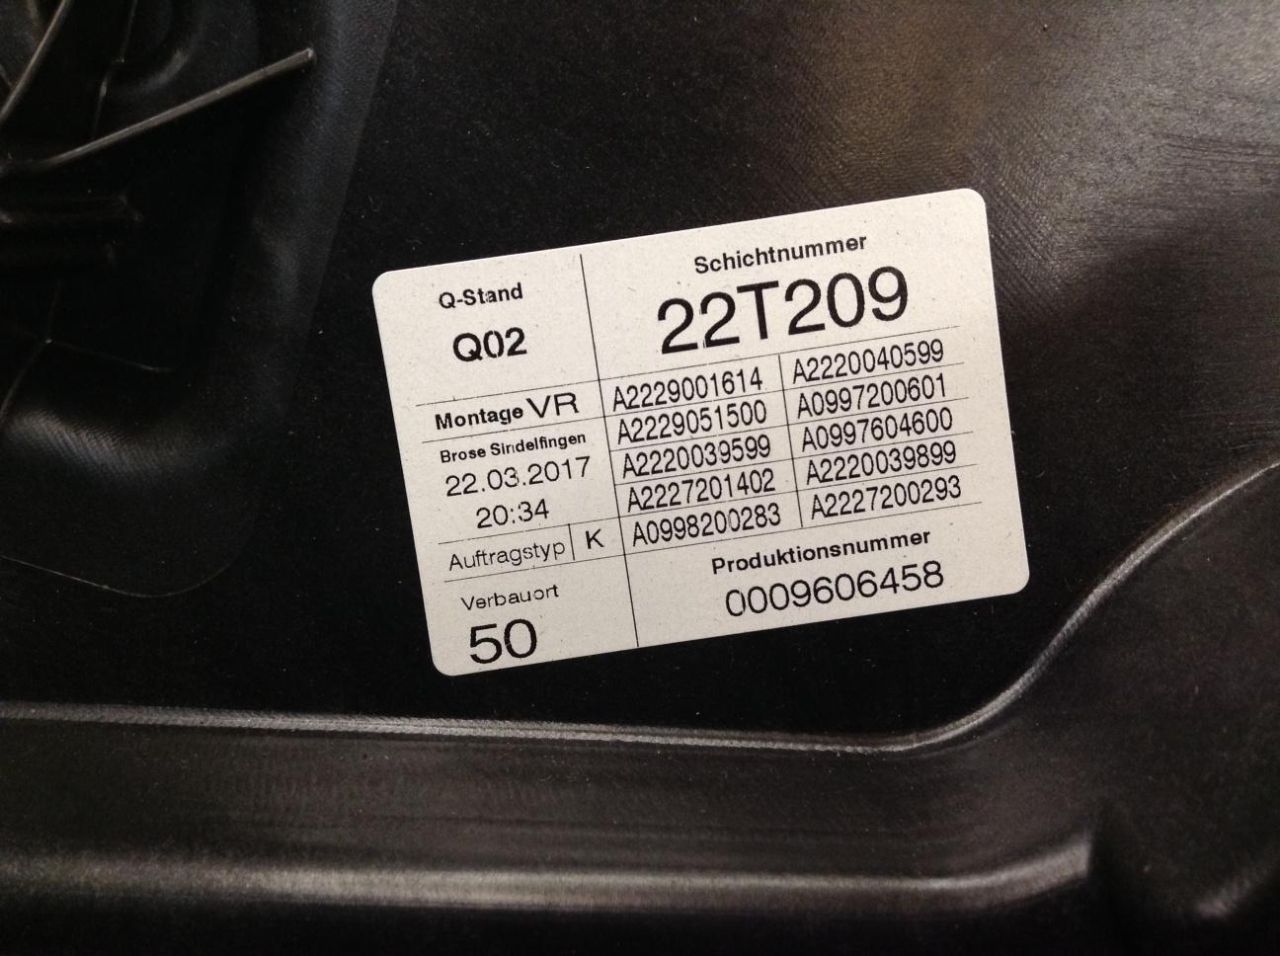 Q-Stand
Q02
Schichtnummer
22T209
Montage VR
Brose Sindelfingen
22.03.2017
20:34
Auftragstyp K
Verbauort
50
A2229001614 A2220040599
A2229051500 A0997200601
A2220039599 A0997604600
A2227201402 A2220039899
A0998200283 A2227200293
Produktionsnummer
0009606458